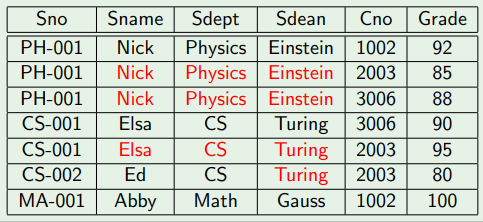 Sno Sname Sdept Sdean Cno Grade
PH-001 Nick Physics Einstein 1002 92
PH-001 Nick Physics Einstein 2003 85
PH-001 Nick Physics Einstein 3006 88
CS-001 Elsa CS Turing 3006 90
CS-001 Elsa CS Turing 2003 95
CS-002 Ed CS Turing 2003 80
MA-001 Abby Math Gauss 1002 100